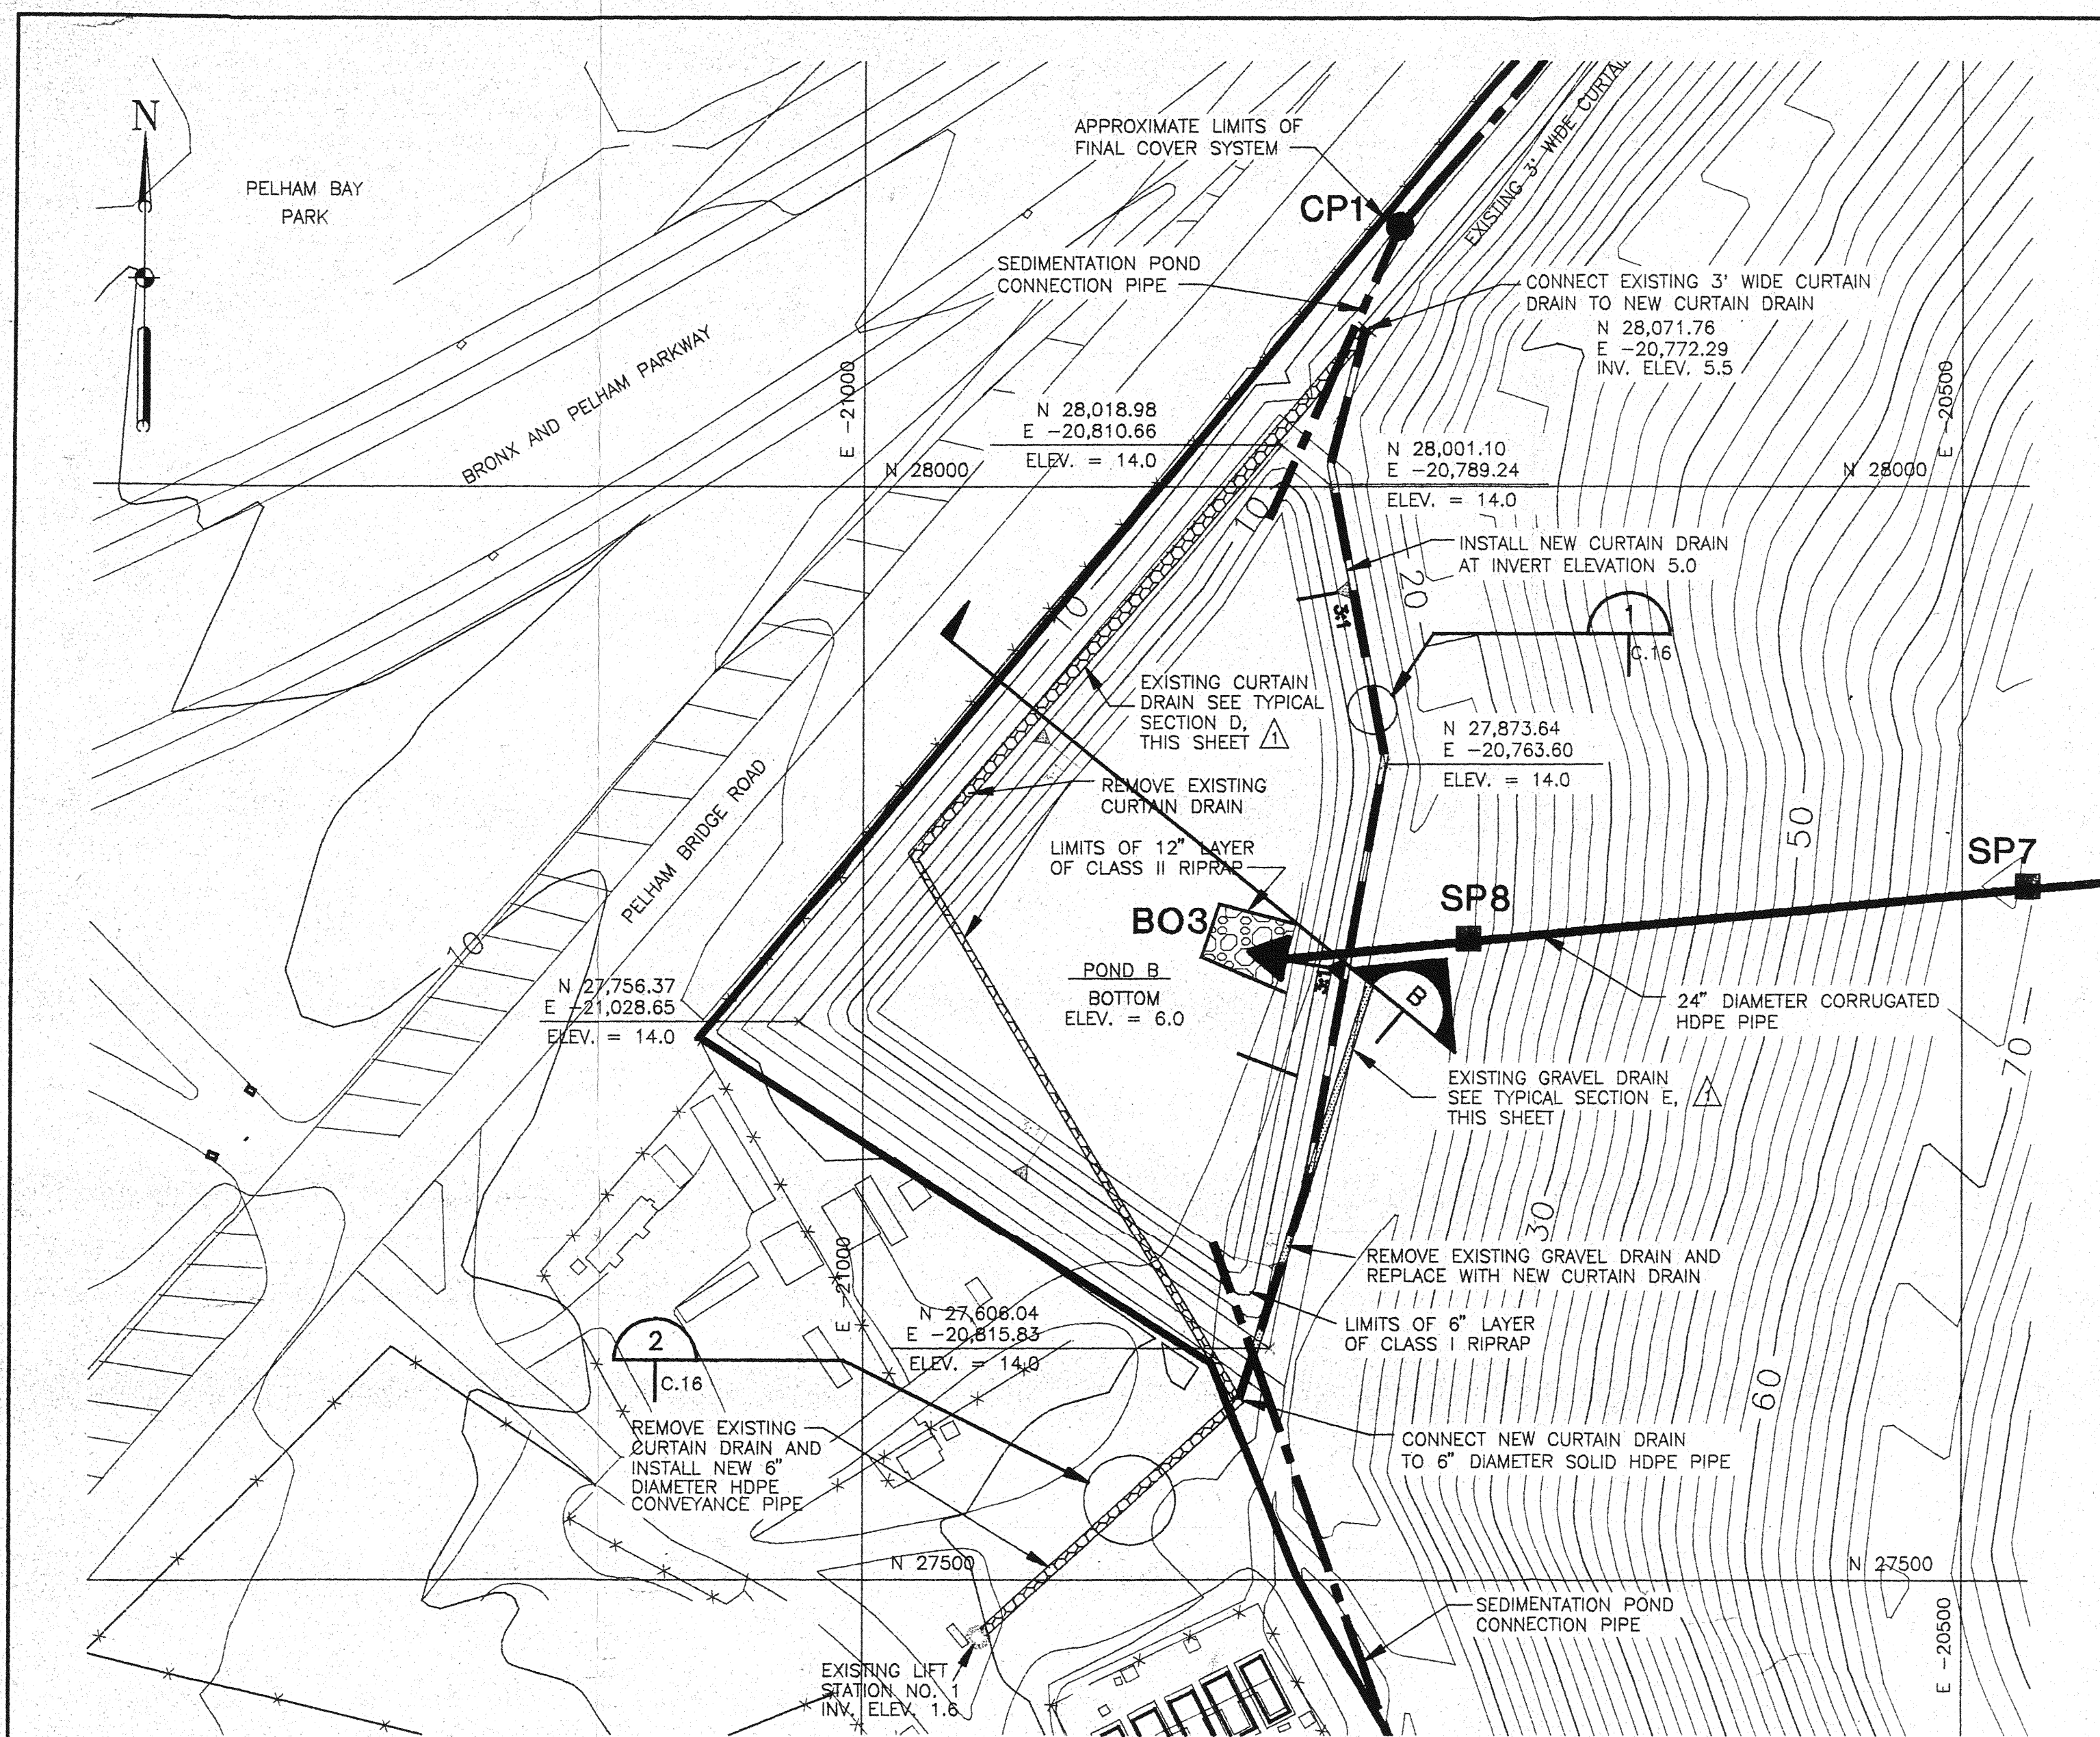 N
PELHAM BAY
PARK
APPROXIMATE LIMITS OF
FINAL COVER SYSTEM
CP1
EXISTING 3' WIDE
SEDIMENTATION POND
CONNECTION PIPE
CONNECT EXISTING 3' WIDE CURTAIN
DRAIN TO NEW CURTAIN DRAIN
N 28,071.76
E -20,772.29
INV. ELEV. 5.5
BRONX AND PELHAM PARKWAY
E -21000
E -20500
N 28,018.98
E -20,810.66
ELEV. = 14.0
N 28000
N 28,001.10
E -20,789.24
ELEV. = 14.0
N 28000
10
INSTALL NEW CURTAIN DRAIN
AT INVERT ELEVATION 5.0
20
10
3:1
1
C.16
EXISTING CURTAIN
DRAIN SEE TYPICAL
SECTION D,
THIS SHEET 1
N 27,873.64
E -20,763.60
ELEV. = 14.0
REMOVE EXISTING
CURTAIN DRAIN
PELHAM BRIDGE ROAD
LIMITS OF 12" LAYER
OF CLASS II RIPRAP
50
SP7
SP8
BO3
10
POND B
BOTTOM
ELEV. = 6.0
B
N 27,756.37
E -21,028.65
ELEV. = 14.0
24" DIAMETER CORRUGATED
HDPE PIPE
70
EXISTING GRAVEL DRAIN
SEE TYPICAL SECTION E, 1
THIS SHEET
30
REMOVE EXISTING GRAVEL DRAIN AND
REPLACE WITH NEW CURTAIN DRAIN
E -21000
N 27,606.04
E -20,815.83
ELEV. = 14.0
LIMITS OF 6" LAYER
OF CLASS I RIPRAP
2
C.16
60
REMOVE EXISTING
CURTAIN DRAIN AND
INSTALL NEW 6"
DIAMETER HDPE
CONVEYANCE PIPE
CONNECT NEW CURTAIN DRAIN
TO 6" DIAMETER SOLID HDPE PIPE
N 27500
N 27500
SEDIMENTATION POND
CONNECTION PIPE
E -20500
EXISTING LIFT
STATION NO. 1
INV. ELEV. 1.6